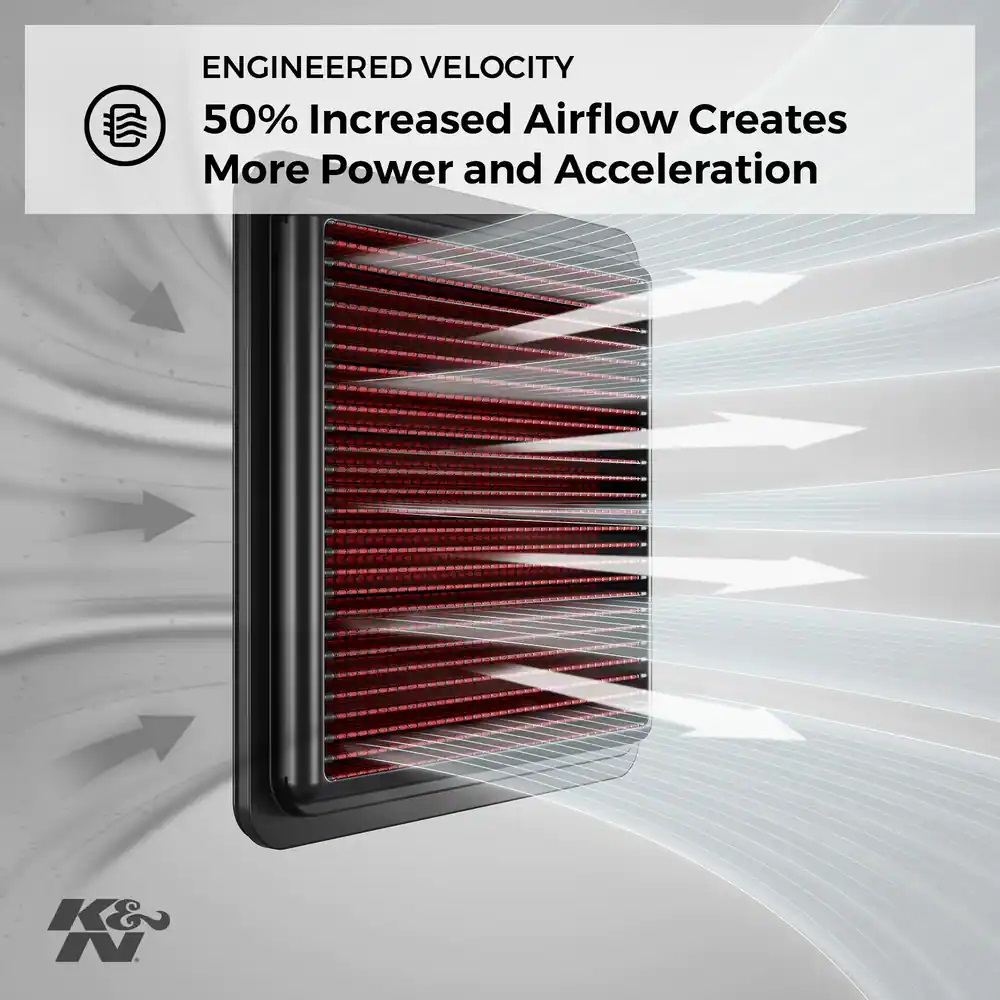 ENGINEERED VELOCITY
50% Increased Airflow Creates
More Power and Acceleration
K&N®